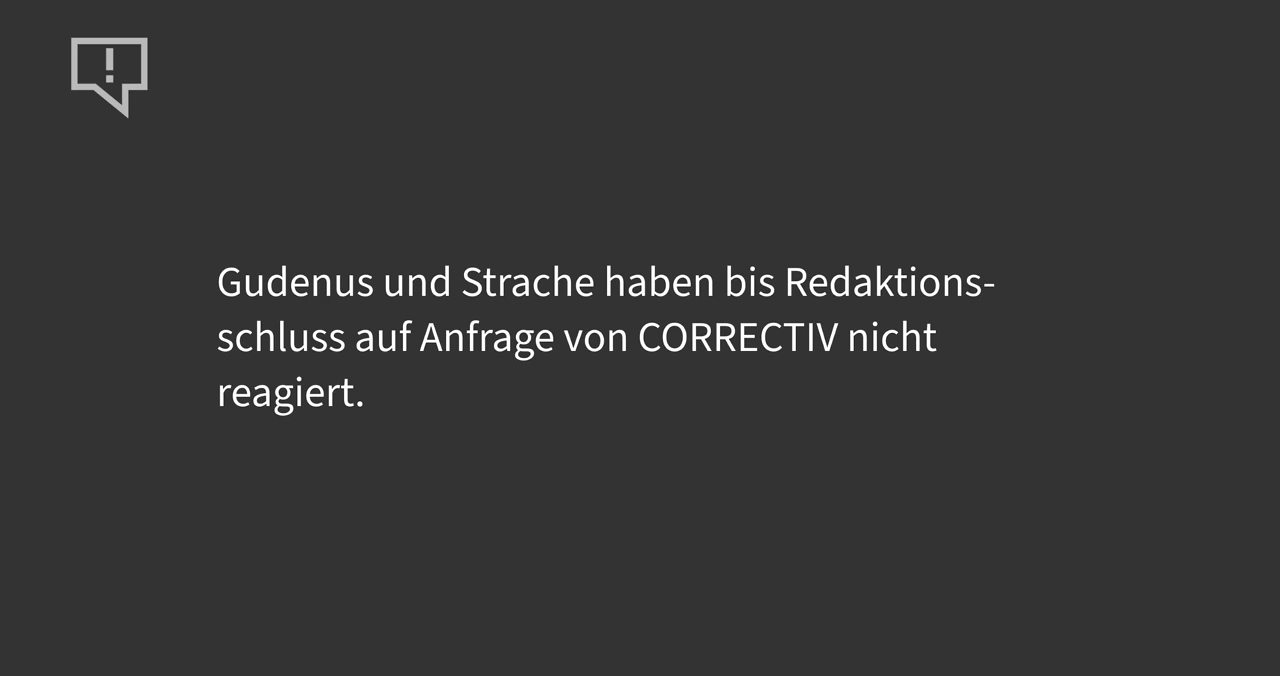 Gudenus und Strache haben bis Redaktions-
schluss auf Anfrage von CORRECTIV nicht
reagiert.